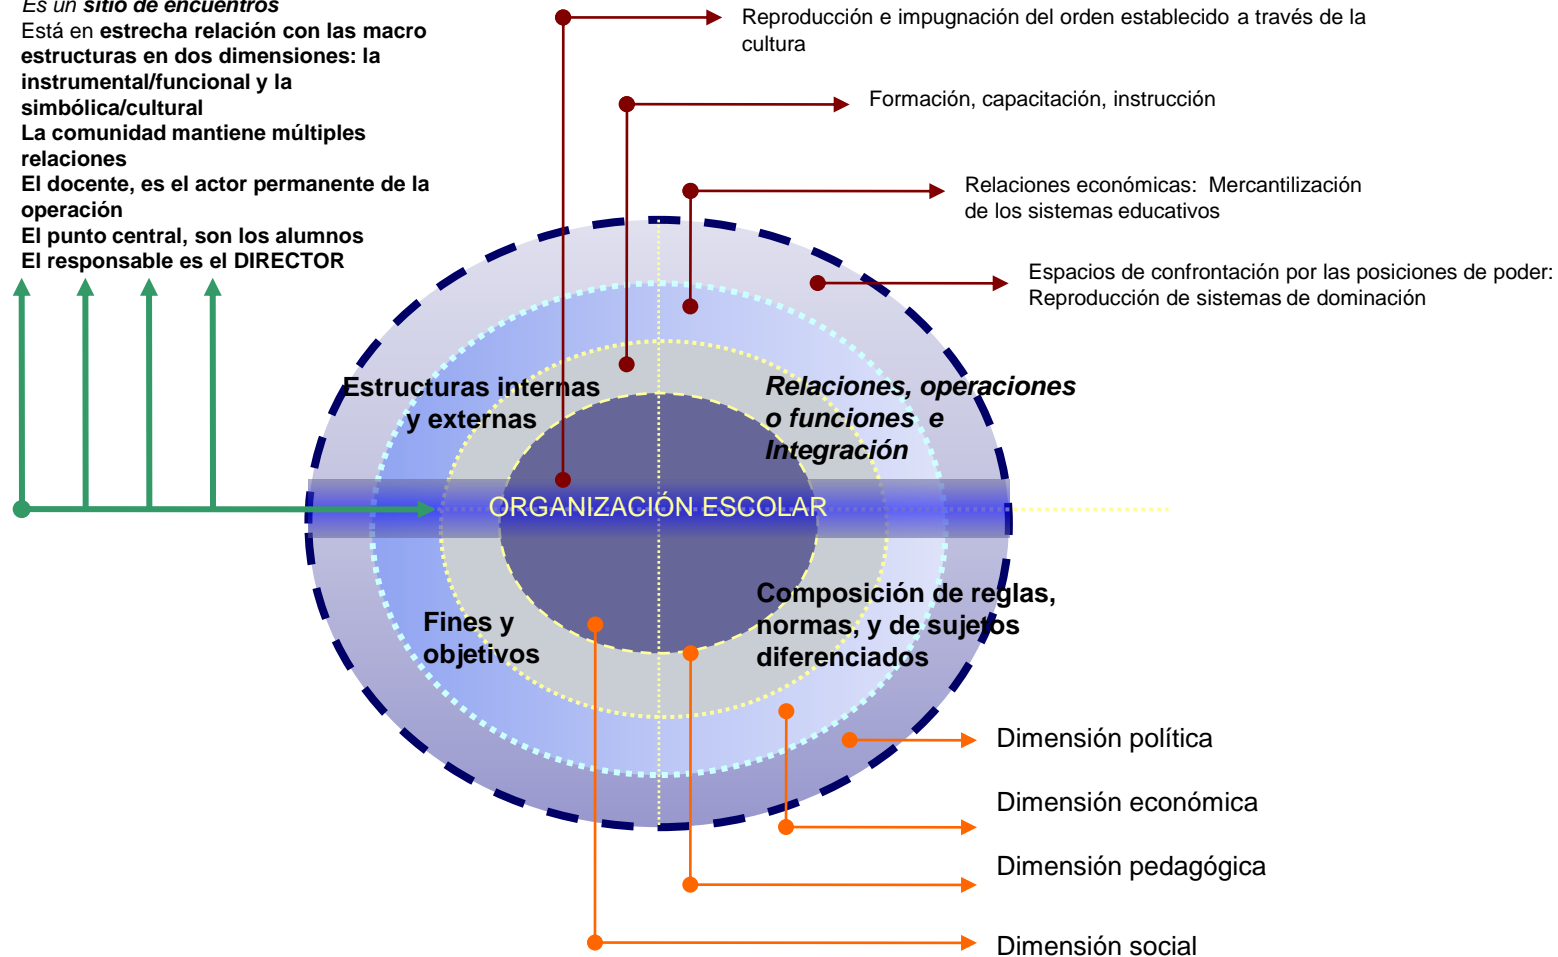 Es un sitio de encuentros
Está en estrecha relación con las macro
estructuras en dos dimensiones: la
instrumental/funcional y la
simbólica/cultural
La comunidad mantiene múltiples
relaciones
El docente, es el actor permanente de la
operación
El punto central, son los alumnos
El responsable es el DIRECTOR
Reproducción e impugnación del orden establecido a través de la
cultura
Formación, capacitación, instrucción
Relaciones económicas: Mercantilización
de los sistemas educativos
Espacios de confrontación por las posiciones de poder:
Reproducción de sistemas de dominación
Estructuras internas
y externas
Relaciones, operaciones
o funciones e
Integración
ORGANIZACIÓN ESCOLAR
Fines y
objetivos
Composición de reglas,
normas, y de sujetos
diferenciados
Dimensión política
Dimensión económica
Dimensión pedagógica
Dimensión social